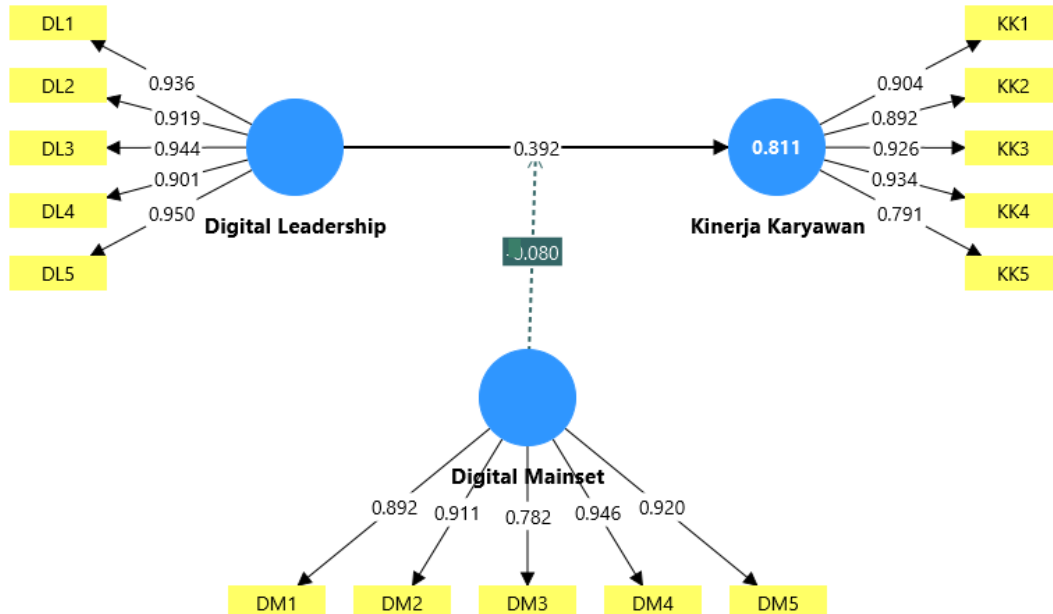 DL1
DL2
DL3
DL4
DL5
0.936
0.919
0.944
0.901
0.950
Digital Leadership
0.392
0.811
Kinerja Karyawan
0.904
0.892
0.926
0.934
0.791
KK1
KK2
KK3
KK4
KK5
-0.080
Digital Mainset
0.892
0.911
0.782
0.946
0.920
DM1
DM2
DM3
DM4
DM5